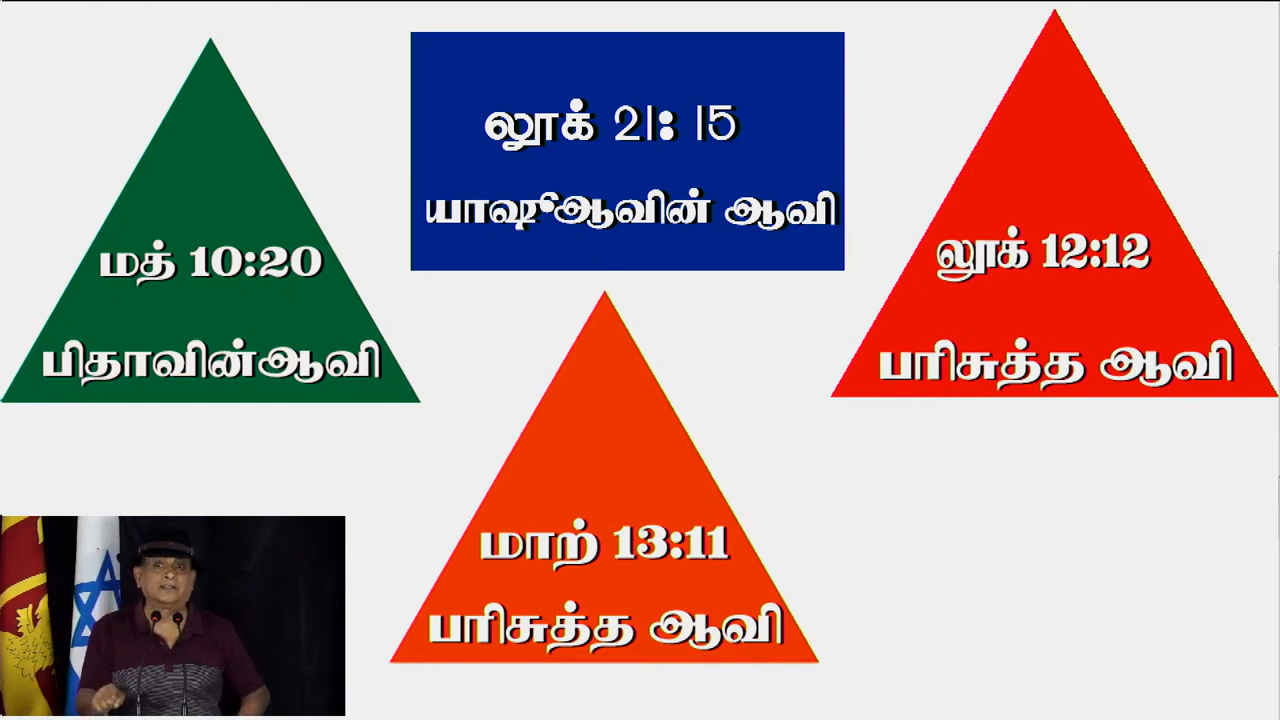 மத் 10:20
பிதாவின்ஆவி
லூக் 21: 15
யாஷூஆவின் ஆவி
லூக் 12:12
பரிசுத்த ஆவி
மாற் 13:11
பரிசுத்த ஆவி